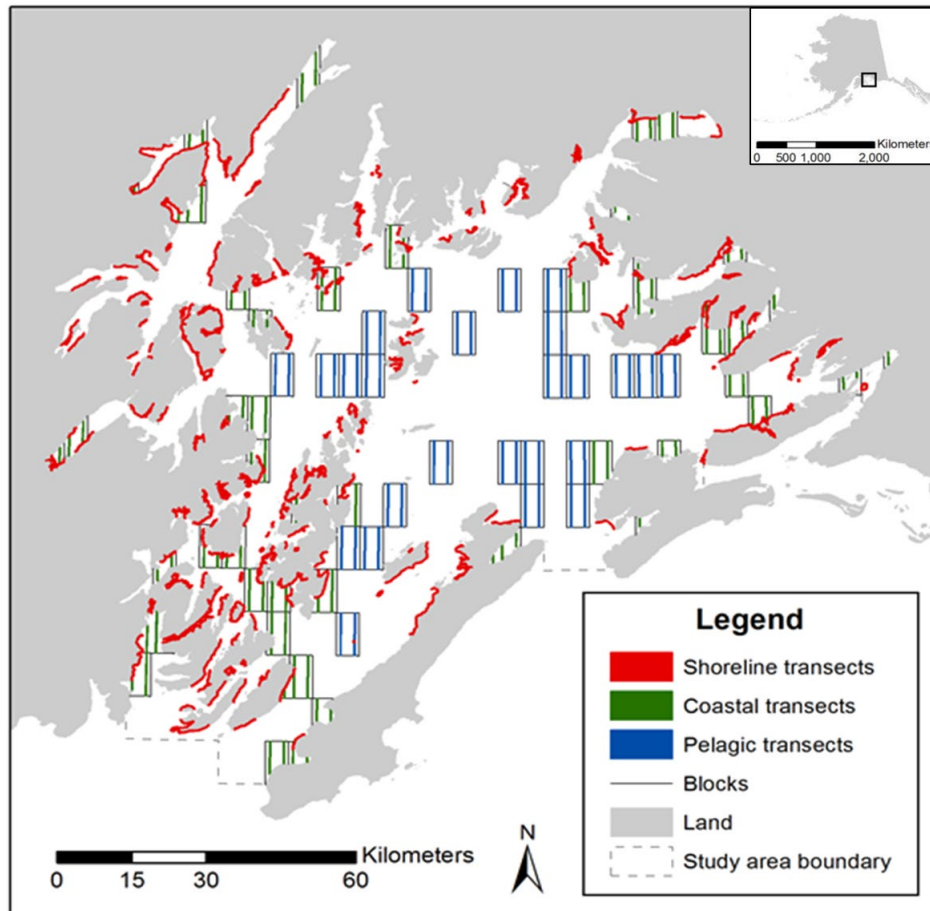 Kilometers
0 500 1,000 2,000
Legend
Shoreline transects
Coastal transects
Pelagic transects
Blocks
Land
Study area boundary
N
Kilometers
0 15 30 60